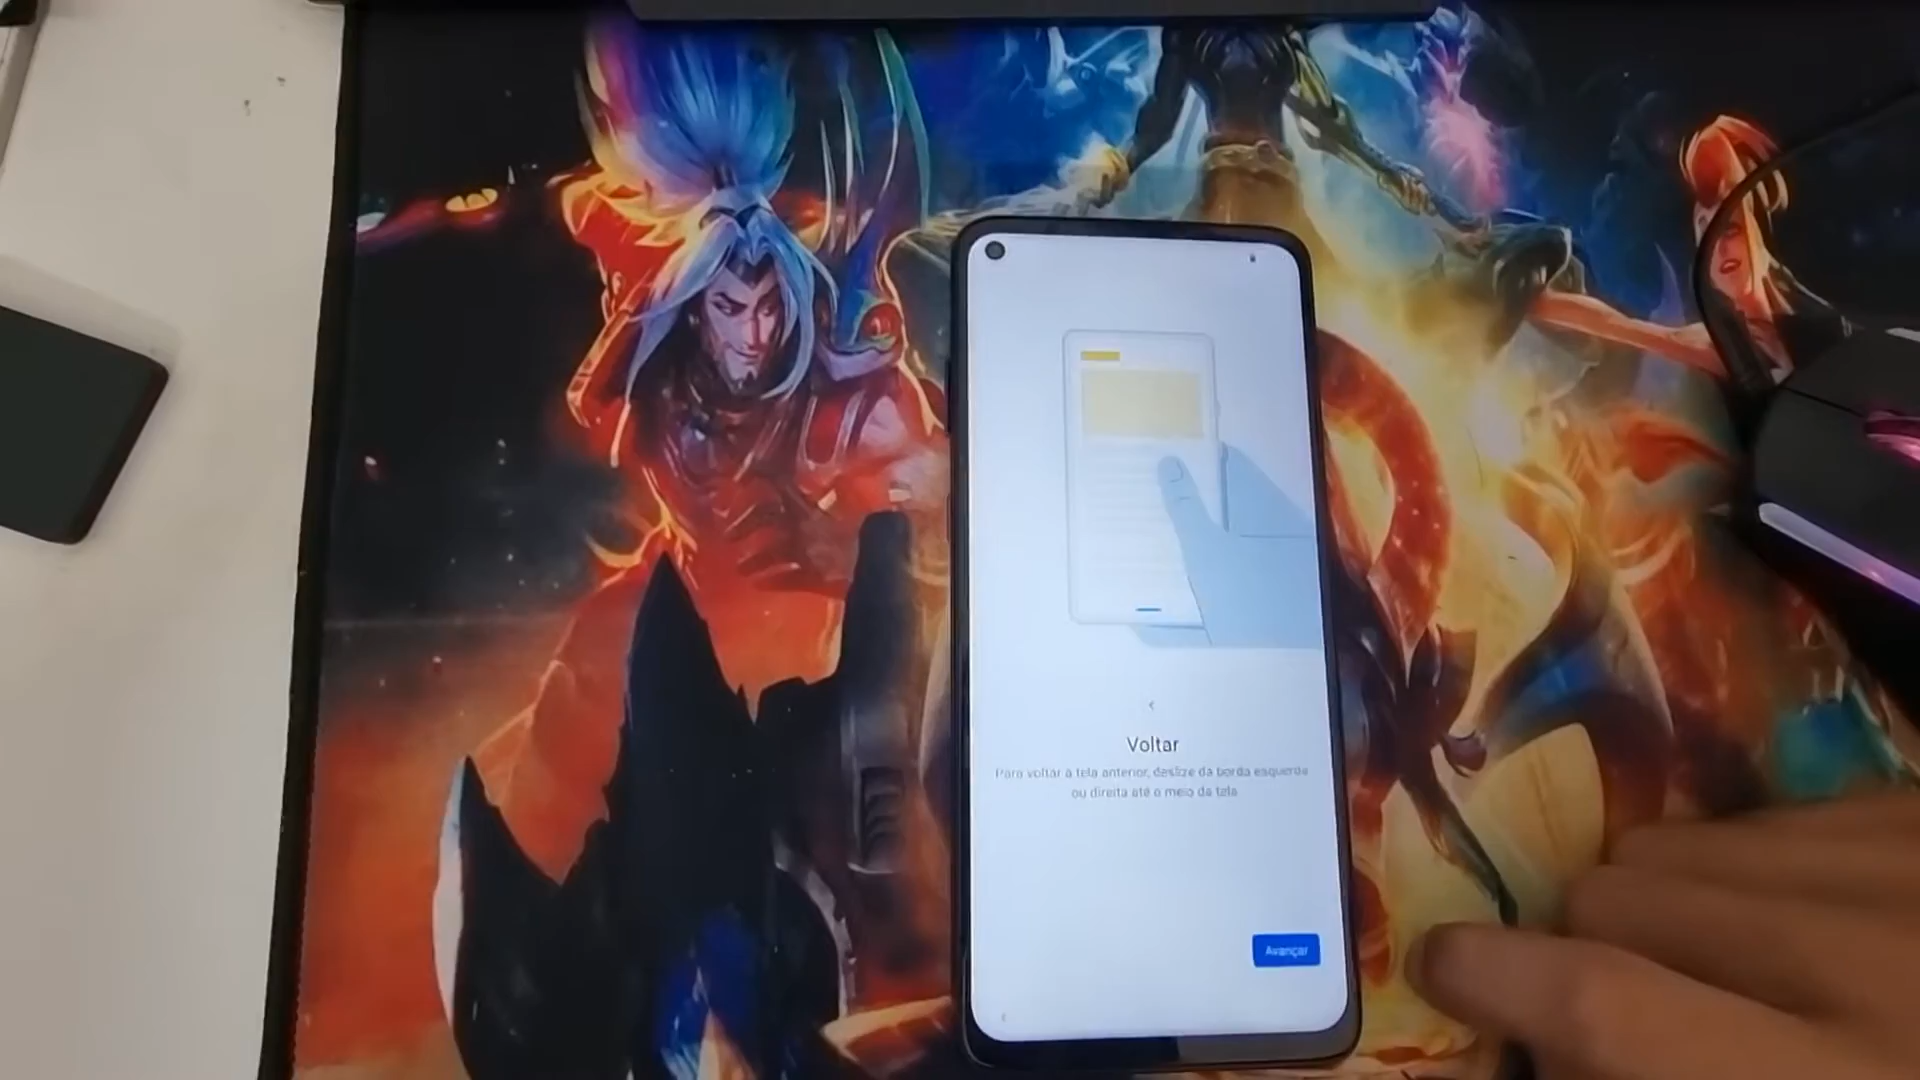 Voltar
Para voltar à tela anterior, deslize da borda esquerda
ou direita até o meio da tela
Avançar